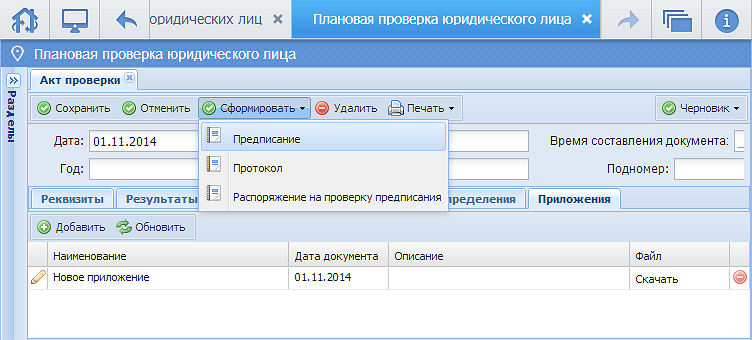 оридических лиц × Плановая проверка юридического лица ×
Плановая проверка юридического лица
Разделы
Акт проверки
Сохранить Отменить Сформировать Удалить Печать Черновик
Дата: 01.11.2014 Время составления документа:
Предписание
Год: Подномер:
Протокол
Распоряжение на проверку предписания
Реквизиты Результаты пределения Приложения
Добавить Обновить
Наименование Дата документа Описание Файл
Новое приложение 01.11.2014 Скачать